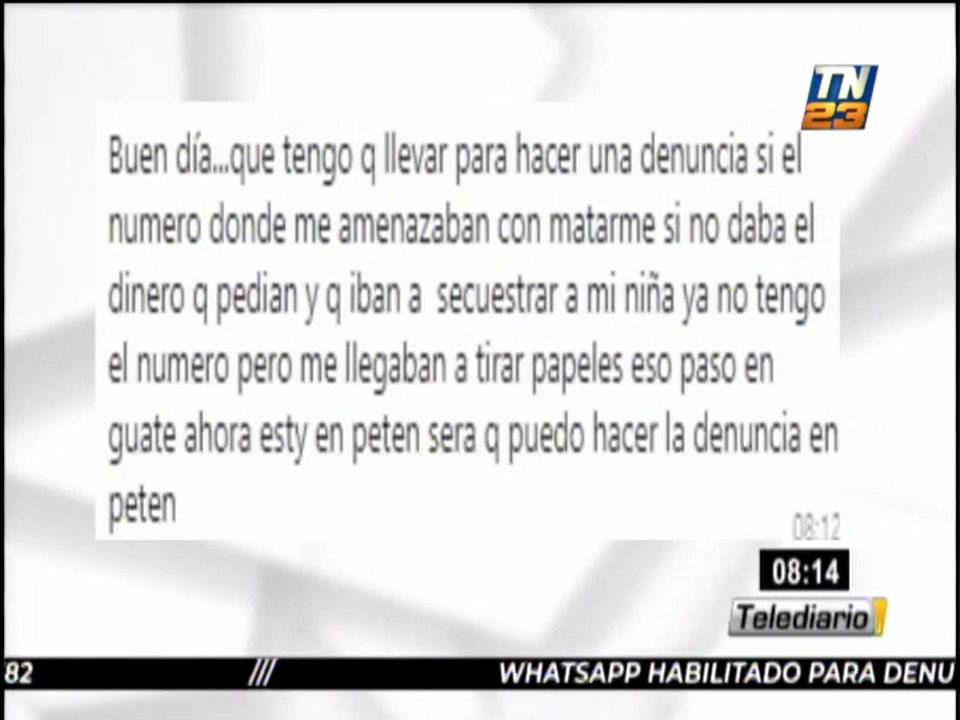 TN
23
Buen día...que tengo q llevar para hacer una denuncia si el
numero donde me amenazaban con matarme si no daba el
dinero q pedian y q iban a secuestrar a mi niña ya no tengo
el numero pero me llegaban a tirar papeles eso paso en
guate ahora esty en peten sera q puedo hacer la denuncia en
peten
08:12
08:14
Telediario
82 /// WHATSAPP HABILITADO PARA DENU